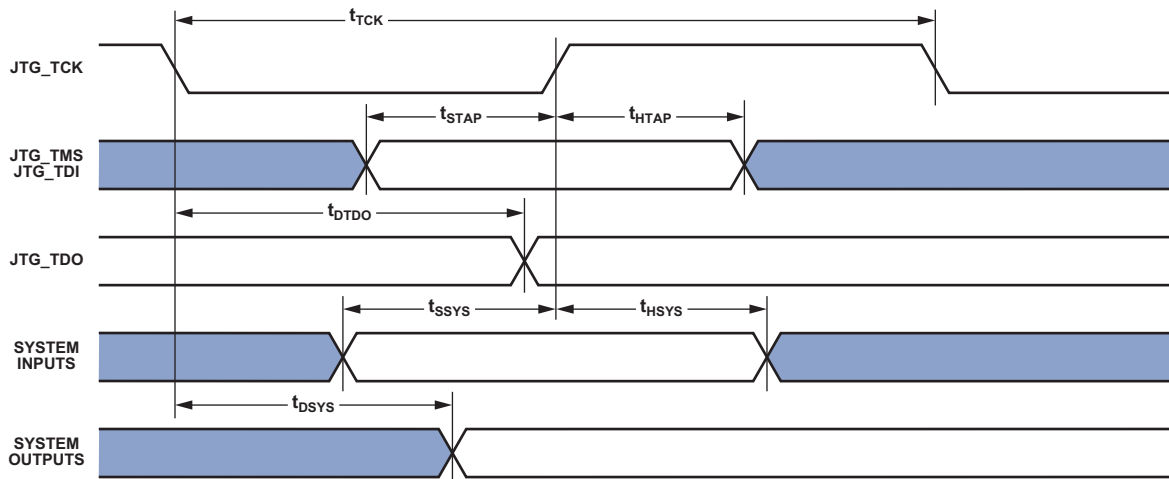 tTCK
JTG_TCK
tSTAP
tHTAP
JTG_TMS
JTG_TDI
tDTDO
JTG_TDO
tSSYS
tHSYS
SYSTEM
INPUTS
tDSYS
SYSTEM
OUTPUTS